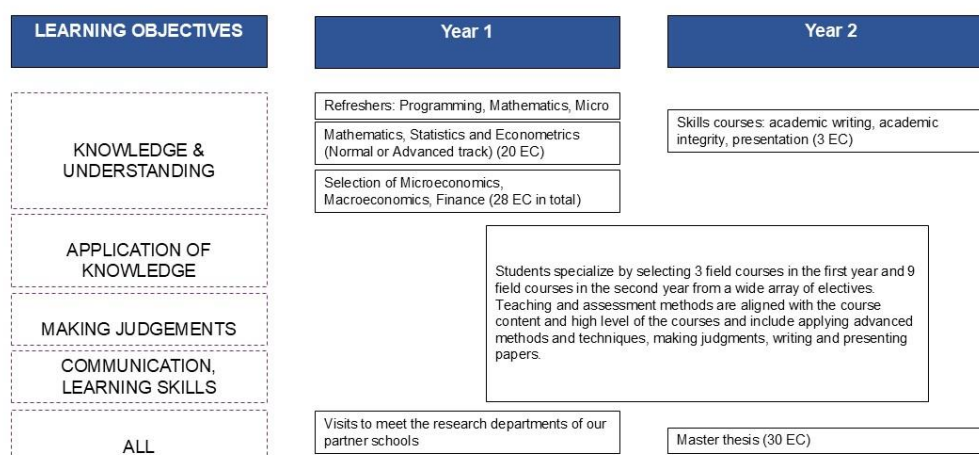 LEARNING OBJECTIVES
Year 1
Year 2
KNOWLEDGE &
UNDERSTANDING
Refreshers: Programming, Mathematics, Micro
Mathematics, Statistics and Econometrics
(Normal or Advanced track) (20 EC)
Selection of Microeconomics,
Macroeconomics, Finance (28 EC in total)
Skills courses: academic writing, academic
integrity, presentation (3 EC)
APPLICATION OF
KNOWLEDGE
MAKING JUDGEMENTS
COMMUNICATION,
LEARNING SKILLS
Students specialize by selecting 3 field courses in the first year and 9
field courses in the second year from a wide array of electives.
Teaching and assessment methods are aligned with the course
content and high level of the courses and include applying advanced
methods and techniques, making judgments, writing and presenting
papers.
ALL
Visits to meet the research departments of our
partner schools
Master thesis (30 EC)